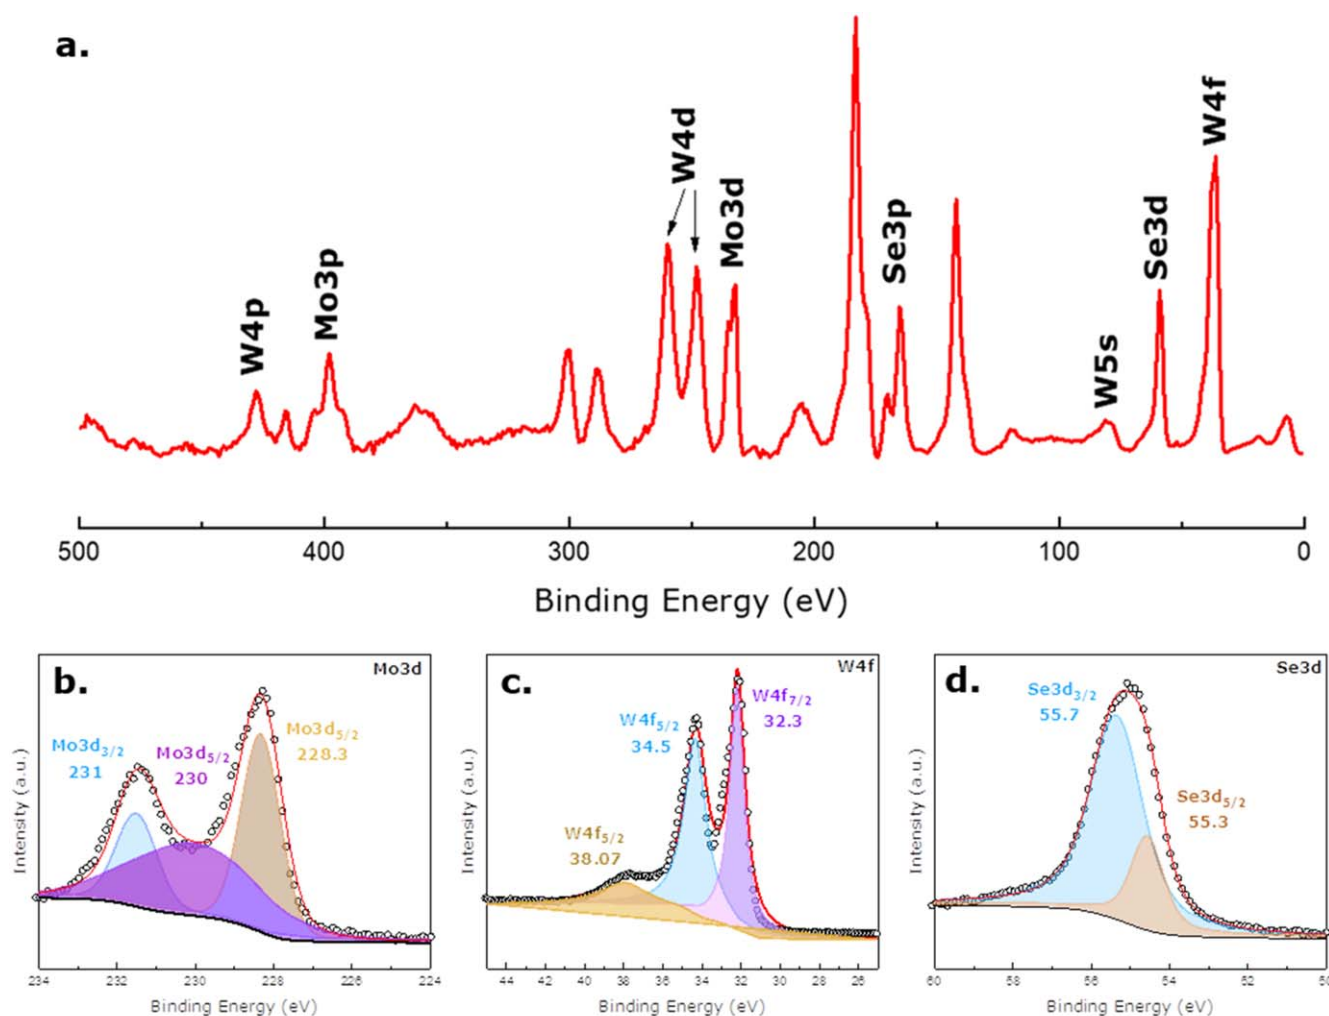 a.
W4p
Mo3p
W4d
Mo3d
Se3p
W5s
Se3d
W4f
500 400 300 200 100 0
Binding Energy (eV)
b.
Mo3d
Mo3d3/2
231
Mo3d5/2
230
Mo3d5/2
228.3
Intensity (a.u.)
234 232 230 228 226 224
Binding Energy (eV)
c.
W4f
W4f5/2
38.07
W4f5/2
34.5
W4f7/2
32.3
Intensity (a.u.)
44 42 40 38 36 34 32 30 28 26
Binding Energy (eV)
d.
Se3d
Se3d3/2
55.7
Se3d5/2
55.3
Intensity (a.u.)
60 58 56 54 52 50
Binding Energy (eV)